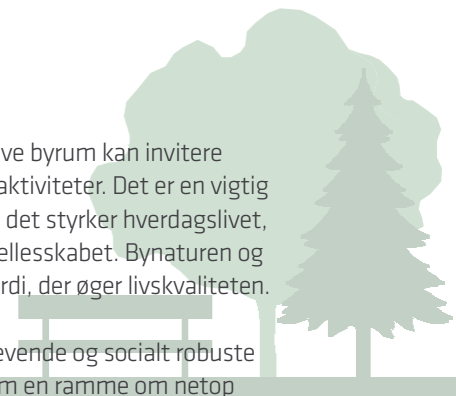 ve byrum kan invitere
aktiviteter. Det er en vigtig
det styrker hverdagslivet,
ellesskabet. Bynaturen og
rdi, der øger livskvaliteten.
evende og socialt robuste
m en ramme om netop